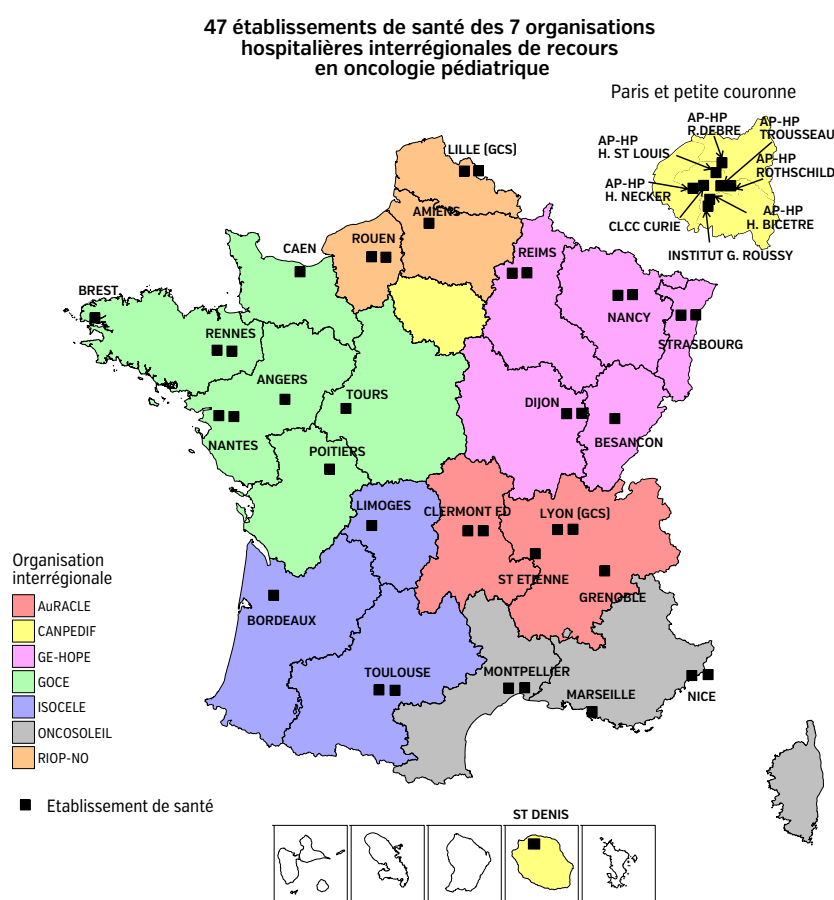 47 établissements de santé des 7 organisations
hospitalières interrégionales de recours
en oncologie pédiatrique
Paris et petite couronne
AP-HP
R.DEBRE
AP-HP
TROUSSEAU
AP-HP
H. ST LOUIS
AP-HP
ROTHSCHILD
AP-HP
H. NECKER
AP-HP
H. BICETRE
CLCC CURIE
INSTITUT G. ROUSSY
LILLE (GCS)
AMIENS
ROUEN
CAEN
REIMS
BREST
NANCY
RENNES
STRASBOURG
ANGERS
TOURS
DIJON
NANTES
BESANCON
POITIERS
LIMOGES
CLERMONT FD
LYON (GCS)
ST ETIENNE
GRENOBLE
BORDEAUX
TOULOUSE
MONTPELLIER
MARSEILLE
NICE
Organisation
interrégionale
AuRACLE
CANPEDIF
GE-HOPE
GOCE
ISOCELE
ONCOSOLEIL
RIOP-NO
Etablissement de santé
ST DENIS